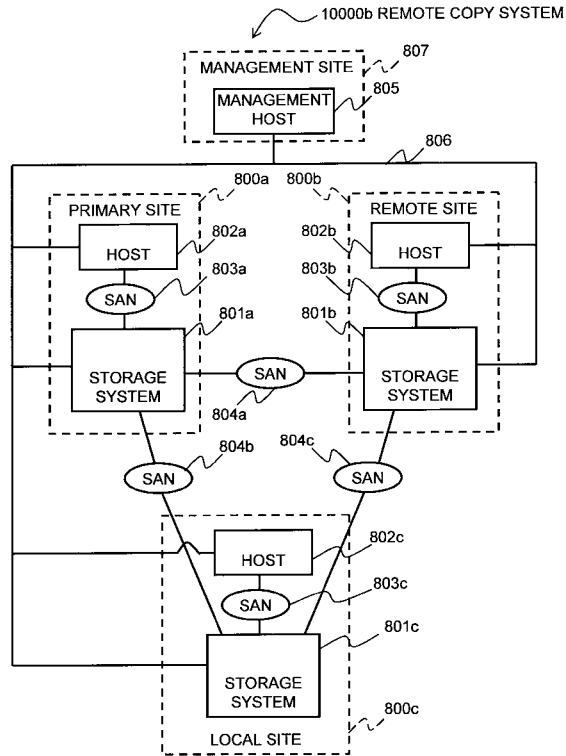 10000b REMOTE COPY SYSTEM
807
MANAGEMENT SITE
805
MANAGEMENT
HOST
806
800a
800b
PRIMARY SITE
REMOTE SITE
802a
802b
HOST
HOST
803a
803b
SAN
SAN
801a
801b
SAN
STORAGE
SYSTEM
STORAGE
SYSTEM
804a
804b
804c
SAN
SAN
HOST
802c
SAN
803c
801c
STORAGE
SYSTEM
LOCAL SITE
800c